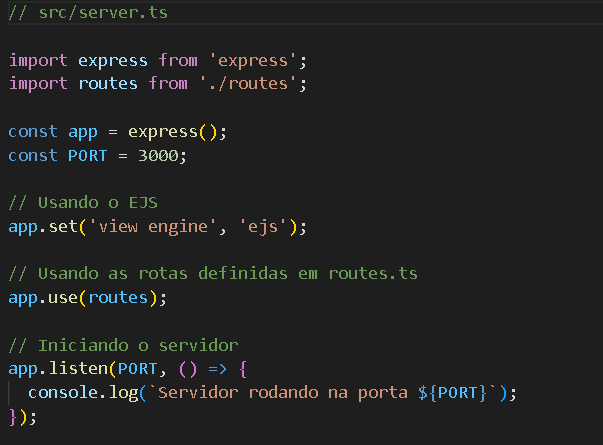 // src/server.ts
import express from 'express';
import routes from './routes';
const app = express();
const PORT = 3000;
// Usando o EJS
app.set('view engine', 'ejs');
// Usando as rotas definidas em routes.ts
app.use(routes);
// Iniciando o servidor
app.listen(PORT, () => {
  console.log(`Servidor rodando na porta ${PORT}`);
});